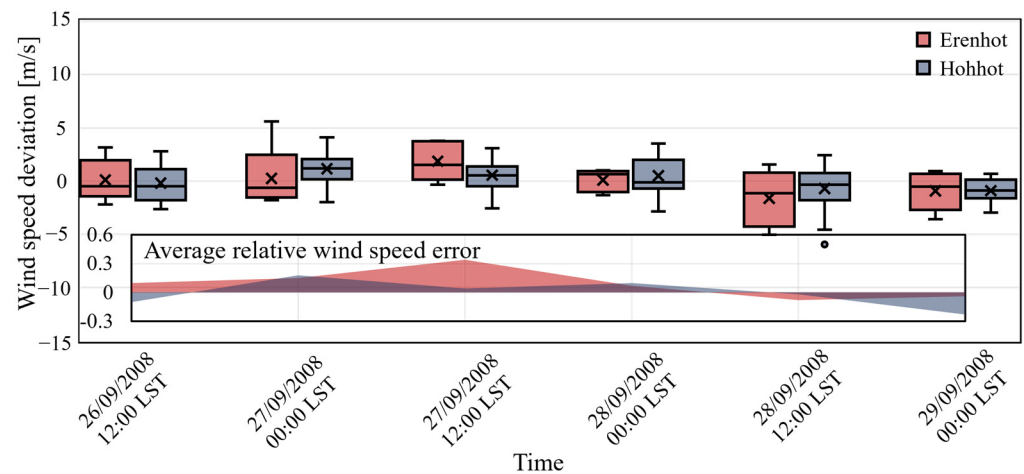 Wind speed deviation [m/s]
15
10
5
0
−5
−10
−15
Erenhot
Hohhot
Average relative wind speed error
0.6
0.3
0
-0.3
26/09/2008
12:00 LST
27/09/2008
00:00 LST
27/09/2008
12:00 LST
28/09/2008
00:00 LST
28/09/2008
12:00 LST
29/09/2008
00:00 LST
Time